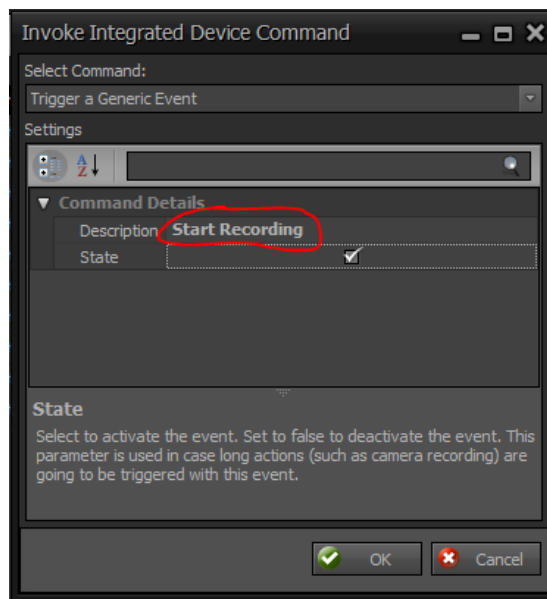 Invoke Integrated Device Command
Select Command:
Trigger a Generic Event
Settings
A
Z
Command Details
Description Start Recording
State
State
Select to activate the event. Set to false to deactivate the event. This
parameter is used in case long actions (such as camera recording) are
going to be triggered with this event.
OK Cancel